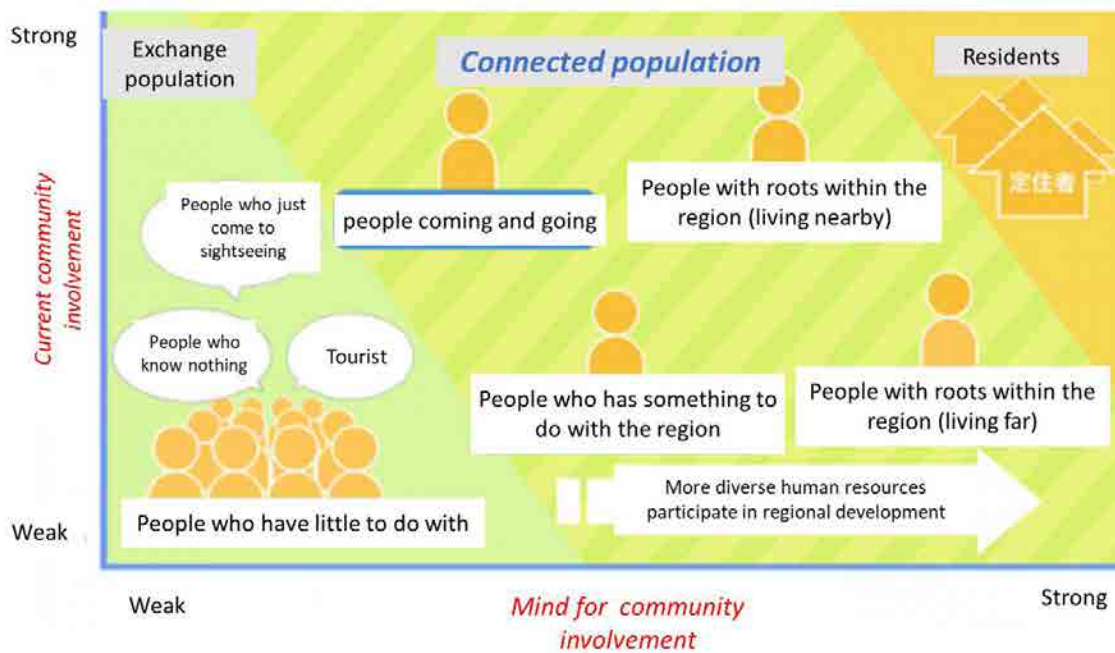 Strong
Exchange
population
Connected population
Residents
定住者
People who just
come to
sightseeing
people coming and going
People with roots within the
region (living nearby)
Current community
involvement
People who
know nothing
Tourist
People who has something to
do with the region
People with roots within the
region (living far)
More diverse human resources
participate in regional development
People who have little to do with
Weak
Weak
Mind for community
involvement
Strong